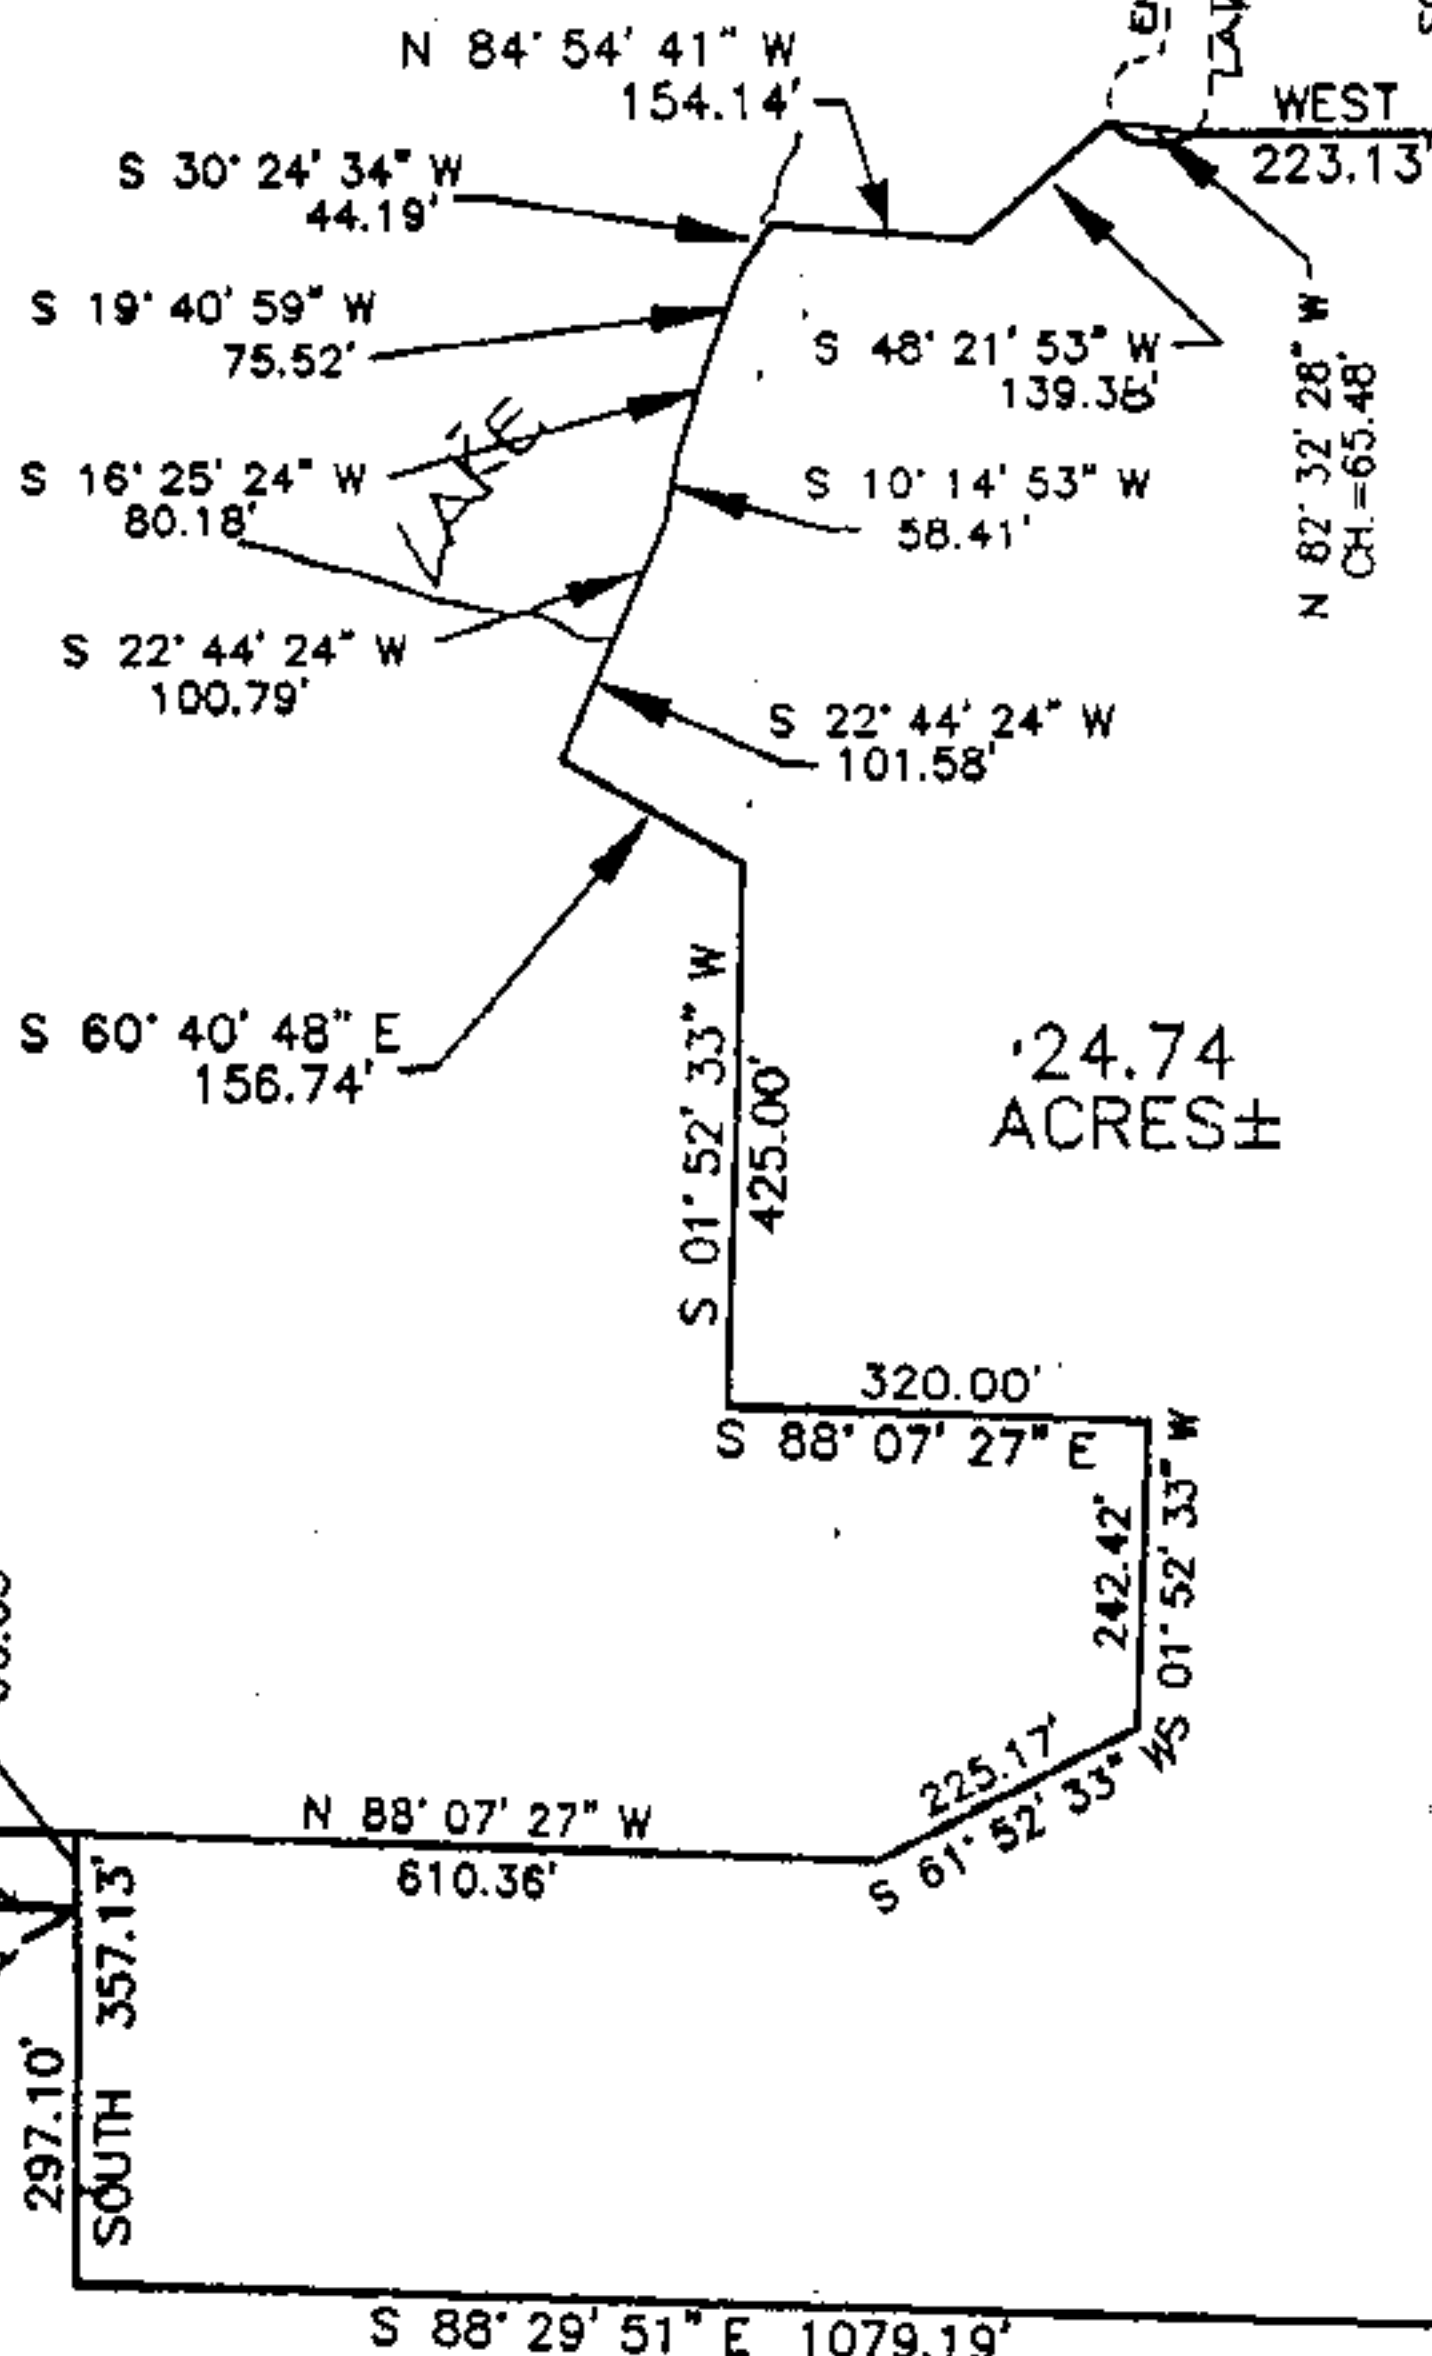 N 84° 54' 41" W
154.14'
WEST
223.13'
S 30° 24' 34" W
44.19'
S 19° 40' 59" W
75.52'
S 48° 21' 53" W
N 82° 32' 28" W
CH.=65.48'
LAKE
S 16° 25' 24" W
80.18'
S 10° 14' 53" W
58.41'
S 22° 44' 24" W
100.79'
S 22° 44' 24" W
101.58'
S 60° 40' 48" E
156.74'
S 01° 52' 33" W
425.00'
24.74
ACRES±
320.00'
S 88° 07' 27" E
242.42'
S 01° 52' 33" W
225.17'
S 61° 52' 33" W
N 88° 07' 27" W
610.36'
297.10'
SOUTH 357.13'
S 88° 29' 51" E 1079.19'